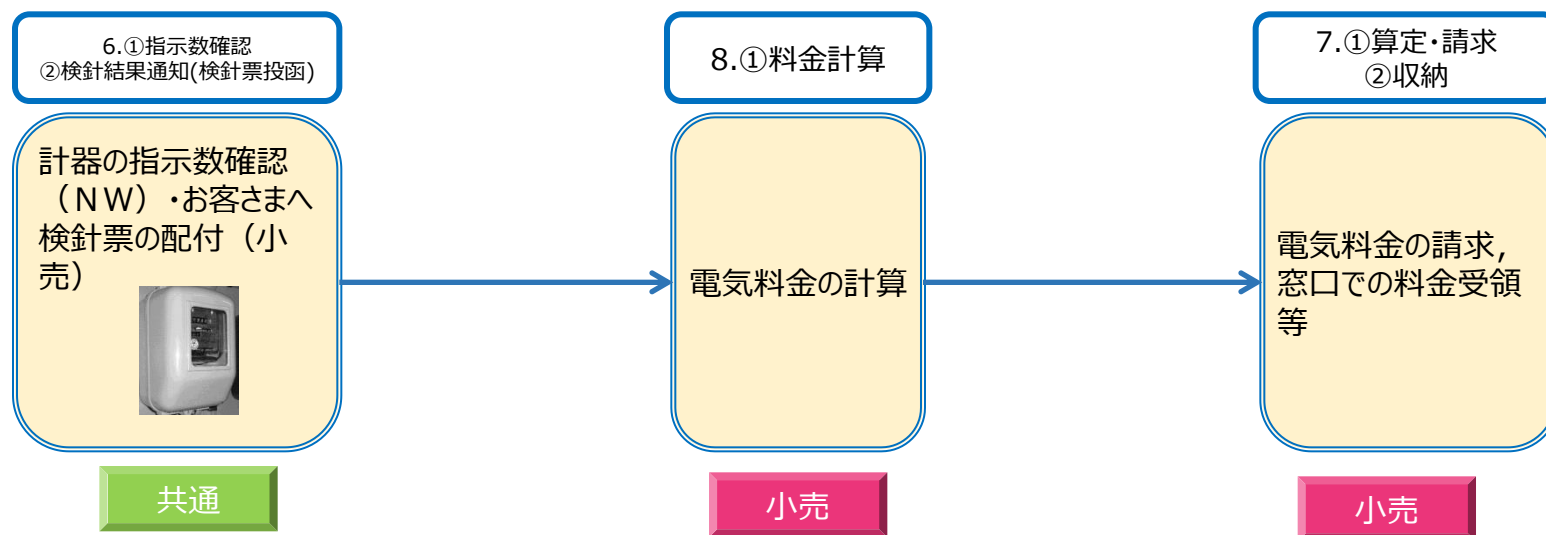 6.①指示数確認
②検針結果通知(検針票投函)
8.①料金計算
7.①算定・請求
②収納
計器の指示数確認
（ＮＷ）・お客さまへ
検針票の配付（小
売）
電気料金の計算
電気料金の請求,
窓口での料金受領
等
共通
小売
小売